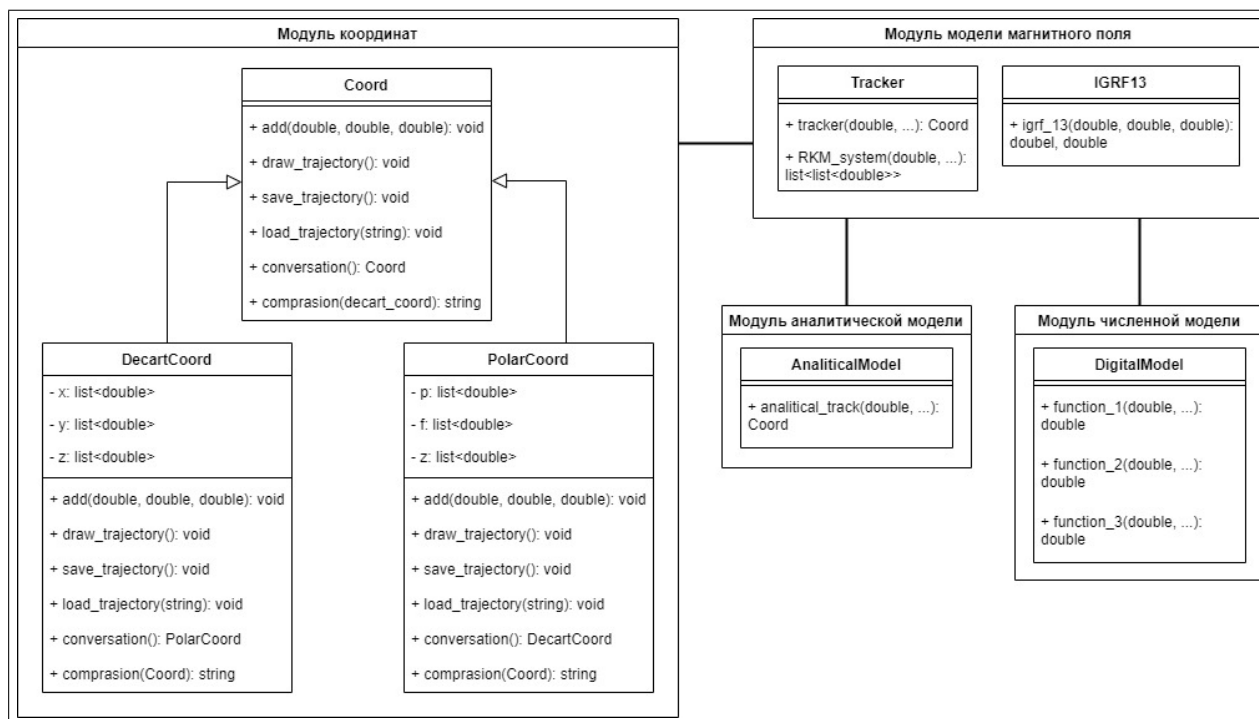 Модуль координат
Coord
+ add(double, double, double): void
+ draw_trajectory(): void
+ save_trajectory(): void
+ load_trajectory(string): void
+ conversation(): Coord
+ comprasion(decart_coord): string
DecartCoord
- x: list<double>
- y: list<double>
- z: list<double>
+ add(double, double, double): void
+ draw_trajectory(): void
+ save_trajectory(): void
+ load_trajectory(string): void
+ conversation(): PolarCoord
+ comprasion(Coord): string
PolarCoord
- p: list<double>
- f: list<double>
- z: list<double>
+ add(double, double, double): void
+ draw_trajectory(): void
+ save_trajectory(): void
+ load_trajectory(string): void
+ conversation(): DecartCoord
+ comprasion(Coord): string
Модуль модели магнитного поля
Tracker
+ tracker(double, ...): Coord
+ RKM_system(double, ...):
list<list<double>>
IGRF13
+ igrf_13(double, double, double):
doubel, double
Модуль аналитической модели
AnaliticalModel
+ analitical_track(double, ...):
Coord
Модуль численной модели
DigitalModel
+ function_1(double, ...):
double
+ function_2(double, ...):
double
+ function_3(double, ...):
double